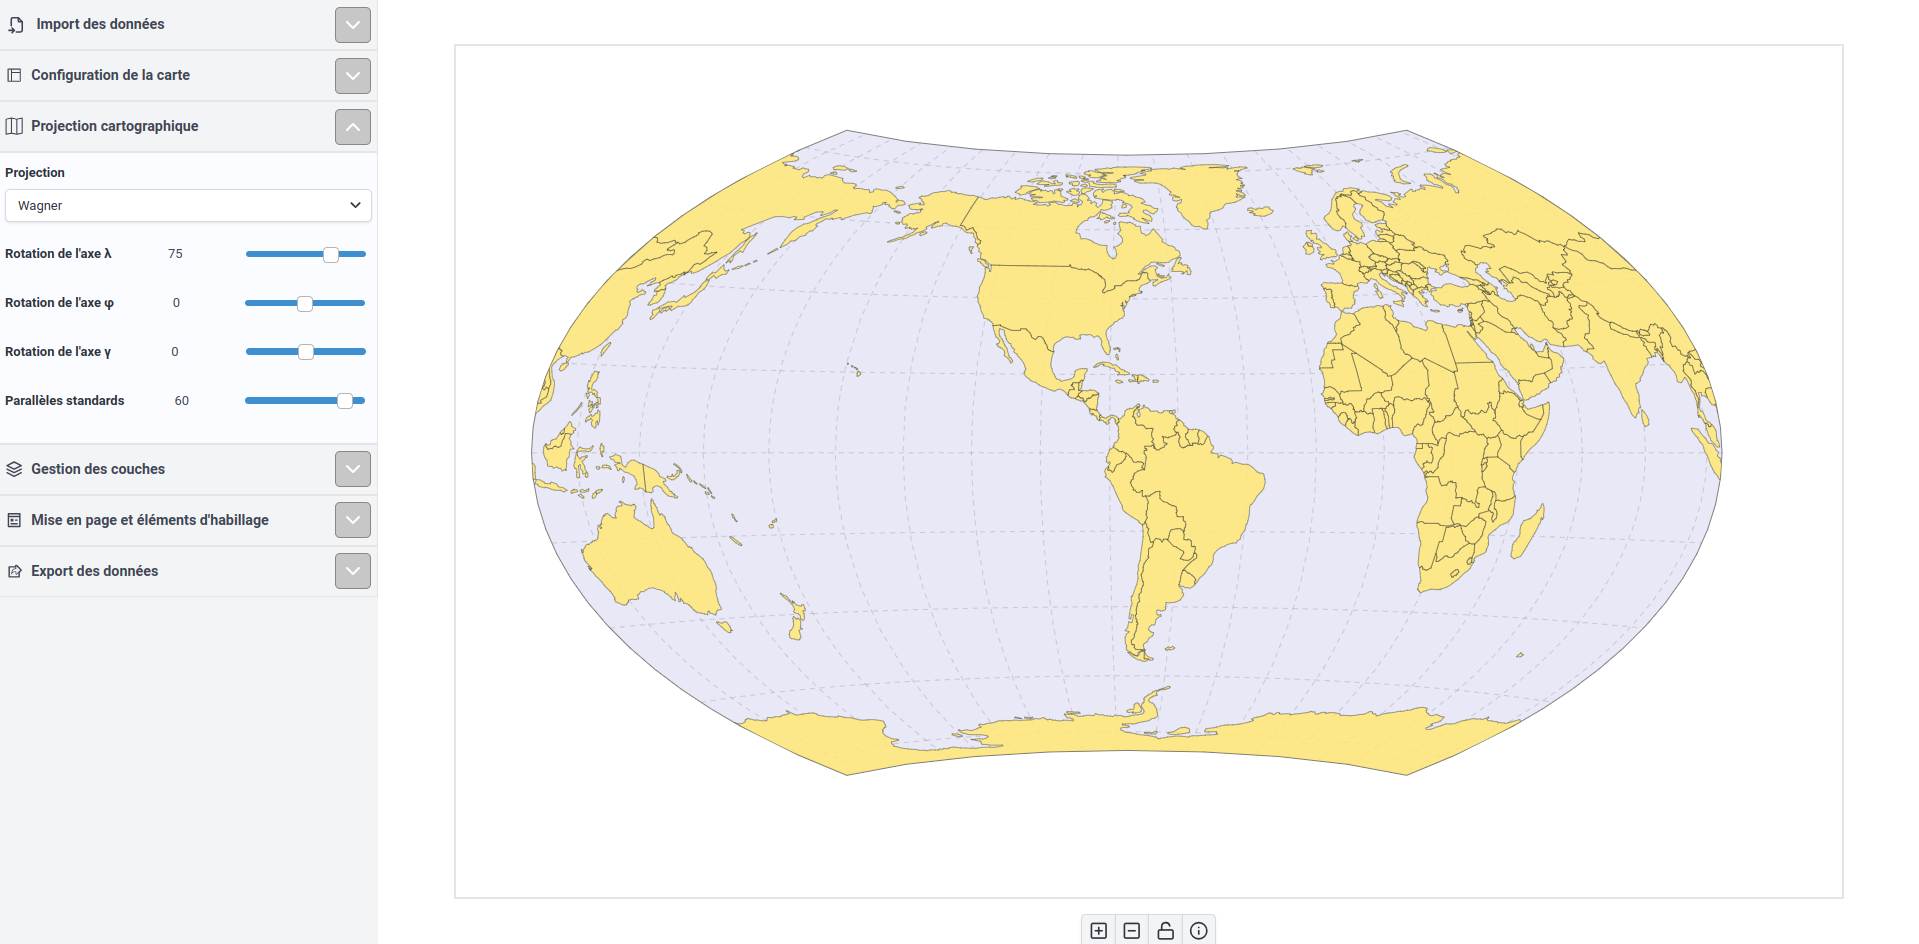 Import des données
Configuration de la carte
Projection cartographique
Projection
Wagner
Rotation de l'axe λ 75
Rotation de l'axe φ 0
Rotation de l'axe γ 0
Parallèles standards 60
Gestion des couches
Mise en page et éléments d'habillage
Export des données